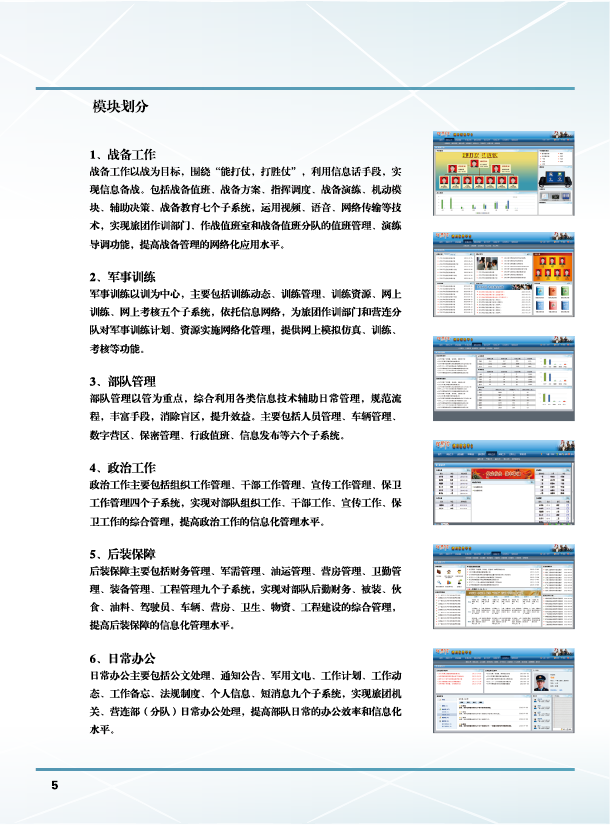 模块划分
1、战备工作
战备工作以战为目标，围绕“能打仗，打胜仗”，利用信息话手段，实
现信息备战。包括战备值班、战备方案、指挥调度、战备演练、机动模
块、辅助决策、战备教育七个子系统，运用视频、语音、网络传输等技
术，实现旅团作训部门、作战值班室和战备值班分队的值班管理、演练
导调功能，提高战备管理的网络化应用水平。
2、军事训练
军事训练以训为中心，主要包括训练动态、训练管理、训练资源、网上
训练、网上考核五个子系统，依托信息网络，为旅团作训部门和营连分
队对军事训练计划、资源实施网络化管理，提供网上模拟仿真、训练、
考核等功能。
3、部队管理
部队管理以管为重点，综合利用各类信息技术辅助日常管理，规范流
程，丰富手段，消除盲区，提升效益。主要包括人员管理、车辆管理、
数字营区、保密管理、行政值班、信息发布等六个子系统。
4、政治工作
政治工作主要包括组织工作管理、干部工作管理、宣传工作管理、保卫
工作管理四个子系统，实现对部队组织工作、干部工作、宣传工作、保
卫工作的综合管理，提高政治工作的信息化管理水平。
5、后装保障
后装保障主要包括财务管理、军需管理、油运管理、营房管理、卫勤管
理、装备管理、工程管理九个子系统，实现对部队后勤财务、被装、伙
食、油料、驾驶员、车辆、营房、卫生、物资、工程建设的综合管理，
提高后装保障的信息化管理水平。
6、日常办公
日常办公主要包括公文处理、通知公告、军用文电、工作计划、工作动
态、工作备忘、法规制度、个人信息、短消息九个子系统，实现旅团机
关、营连部（分队）日常办公处理，提高部队日常的办公效率和信息化
水平。
5